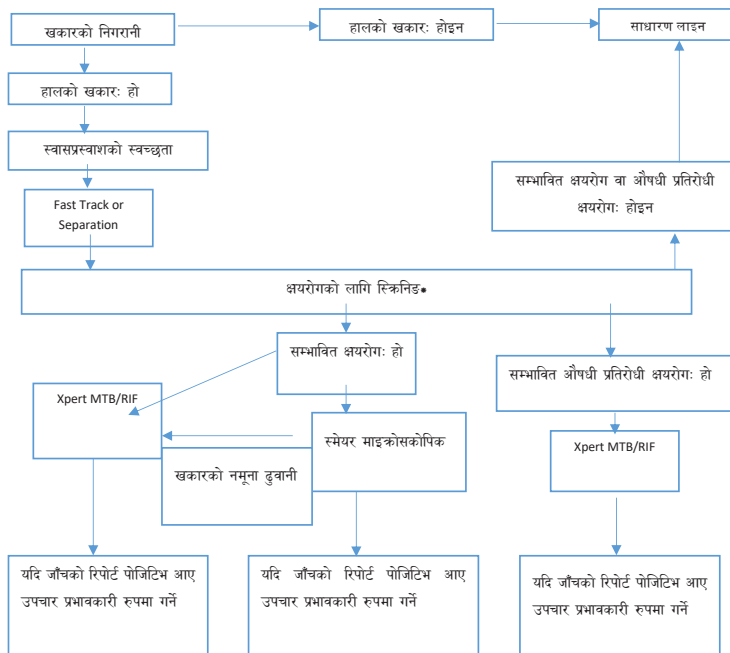 खकारको निगरानी
हालको खकारः होइन
साधारण लाइन
हालको खकारः हो
स्वासप्रस्वाशको स्वच्छता
Fast Track or
Separation
सम्भावित क्षयरोग वा औषधी प्रतिरोधी
क्षयरोगः होइन
क्षयरोगको लागि स्क्रिनिङ*
सम्भावित क्षयरोगः हो
सम्भावित औषधी प्रतिरोधी क्षयरोगः हो
Xpert MTB/RIF
स्मेयर माइक्रोसकोपिक
खकारको नमूना ढुवानी
Xpert MTB/RIF
यदि जाँचको रिपोर्ट पोजिटिभ आए
उपचार प्रभावकारी रुपमा गर्ने
यदि जाँचको रिपोर्ट पोजिटिभ आए
उपचार प्रभावकारी रुपमा गर्ने
यदि जाँचको रिपोर्ट पोजिटिभ आए
उपचार प्रभावकारी रुपमा गर्ने